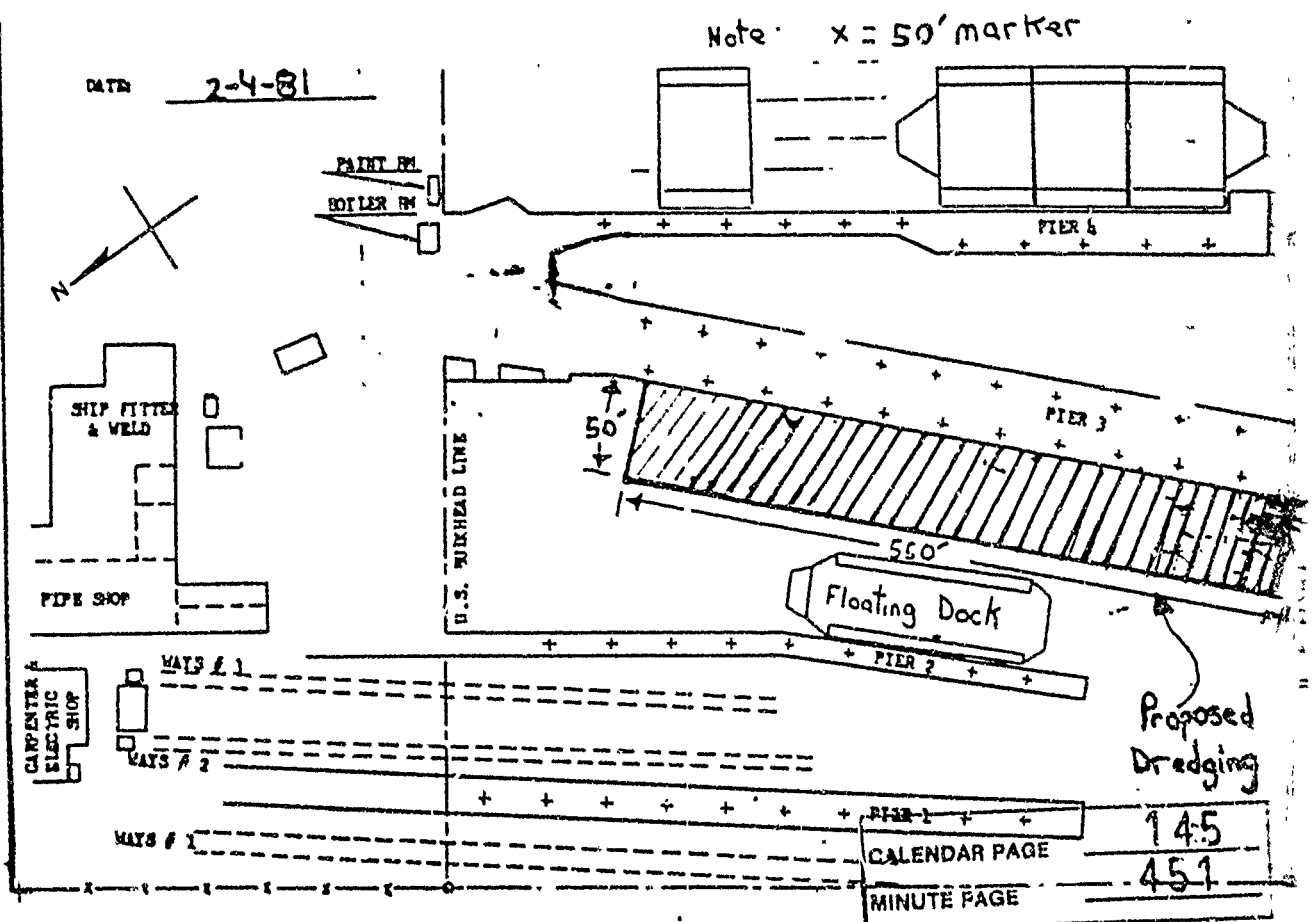 Note: x = 50' marker
DATE: 2-4-81
PAINT RM
BOILER RM
PIER 4
N
SHIP FITTER
& WELD
50'
PIER 3
U.S. BULKHEAD LINE
550'
PIPE SHOP
Floating Dock
PIER 2
CARPENTER &
ELECTRIC
SHOP
WAYS # 1
Proposed
Dredging
WAYS # 2
PIER 1
145
CALENDAR PAGE
WAYS # 1
451
MINUTE PAGE